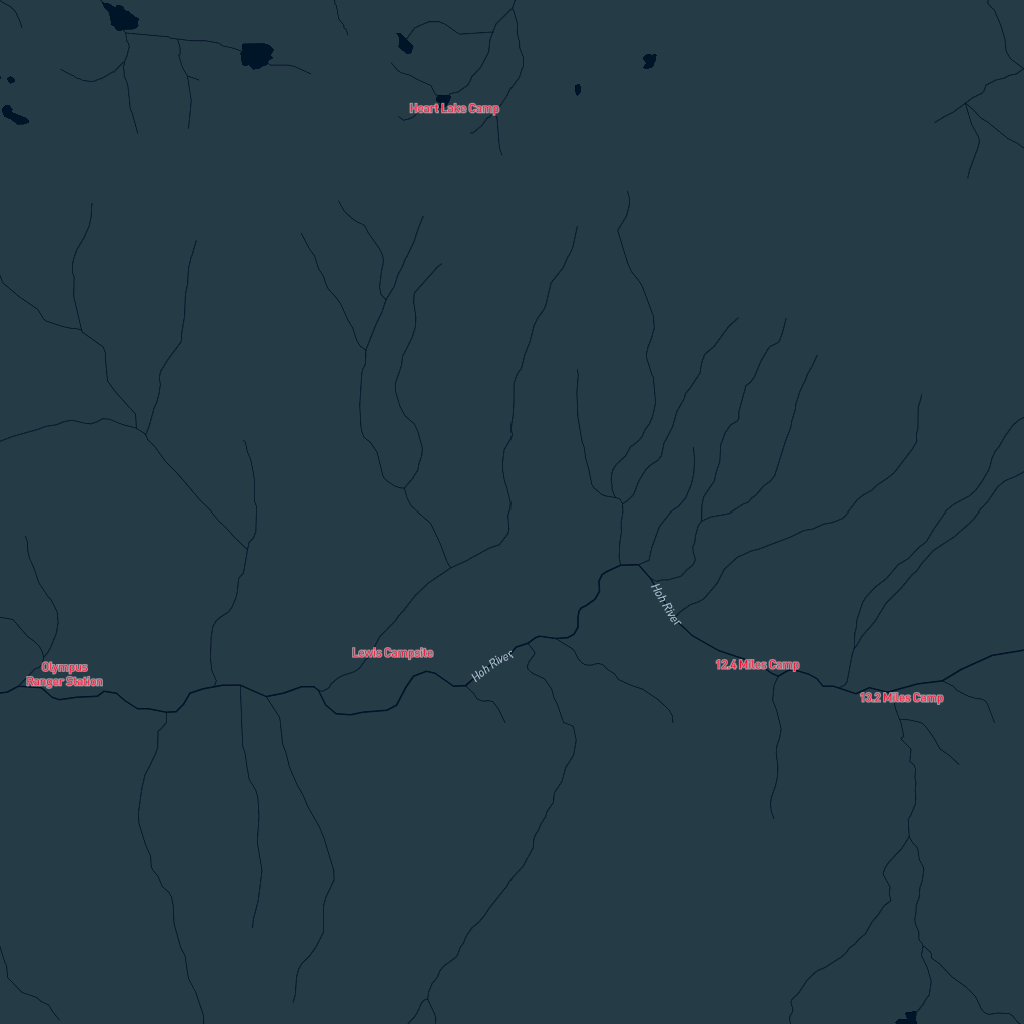 Heart Lake Camp
Hoh River
Lewis Campsite
Hoh River
Olympus
Ranger Station
12.4 Miles Camp
13.2 Miles Camp